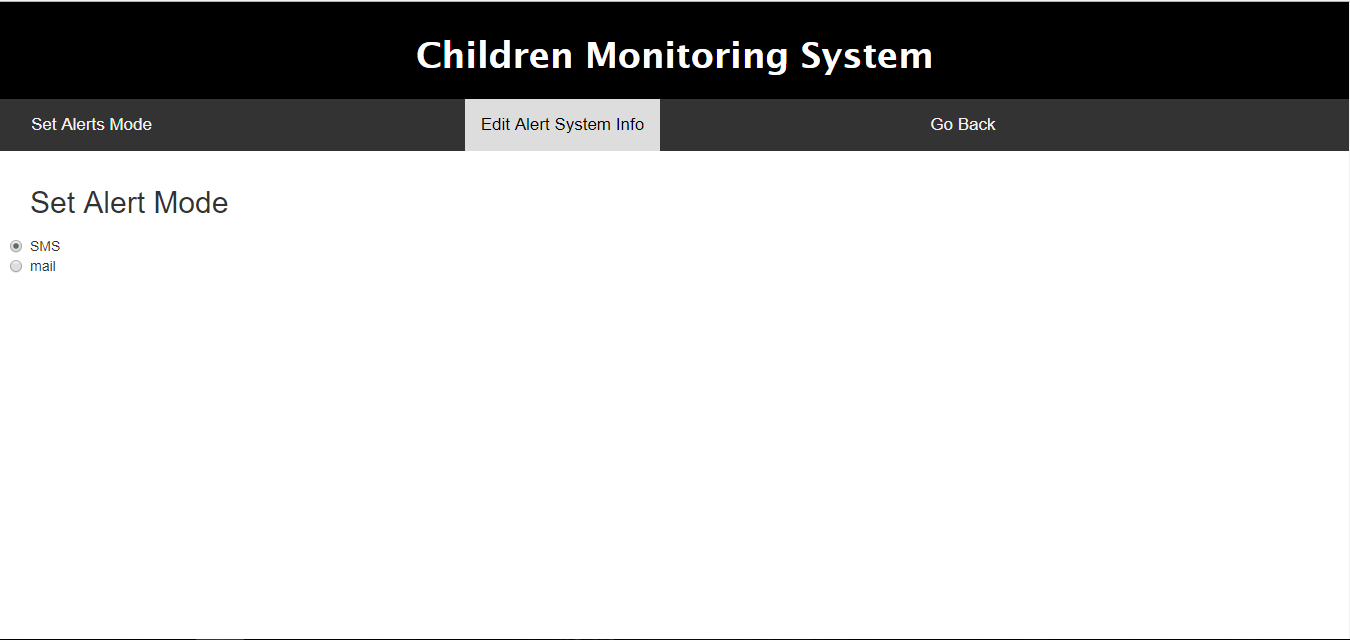 Children Monitoring System
Set Alerts Mode Edit Alert System Info Go Back
Set Alert Mode
SMS
mail